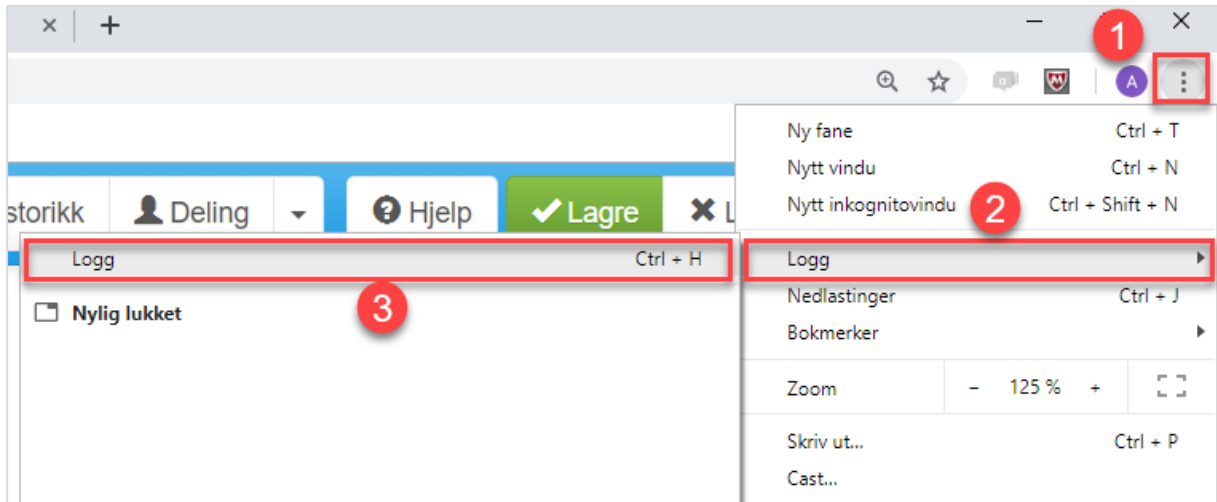 1
A
Ny fane Ctrl + T
Nytt vindu Ctrl + N
Nytt inkognitovindu 2 Ctrl + Shift + N
storikk Deling Hjelp Lagre L
Logg Ctrl + H
Logg
3
Nylig lukket
Nedlastinger Ctrl + J
Bokmerker
Zoom - 125 % +
Skriv ut... Ctrl + P
Cast...